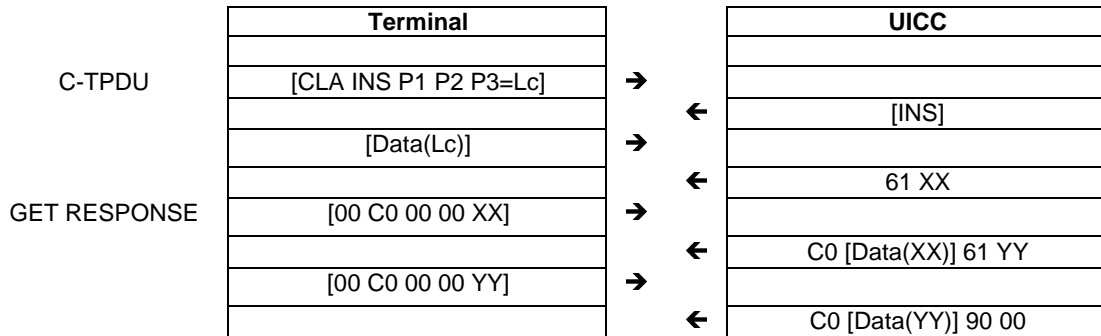 Terminal UICC
C-TPDU [CLA INS P1 P2 P3=Lc] ➔
🡸 [INS]
[Data(Lc)] ➔
🡸 61 XX
GET RESPONSE [00 C0 00 00 XX] ➔
🡸 C0 [Data(XX)] 61 YY
[00 C0 00 00 YY] ➔
🡸 C0 [Data(YY)] 90 00